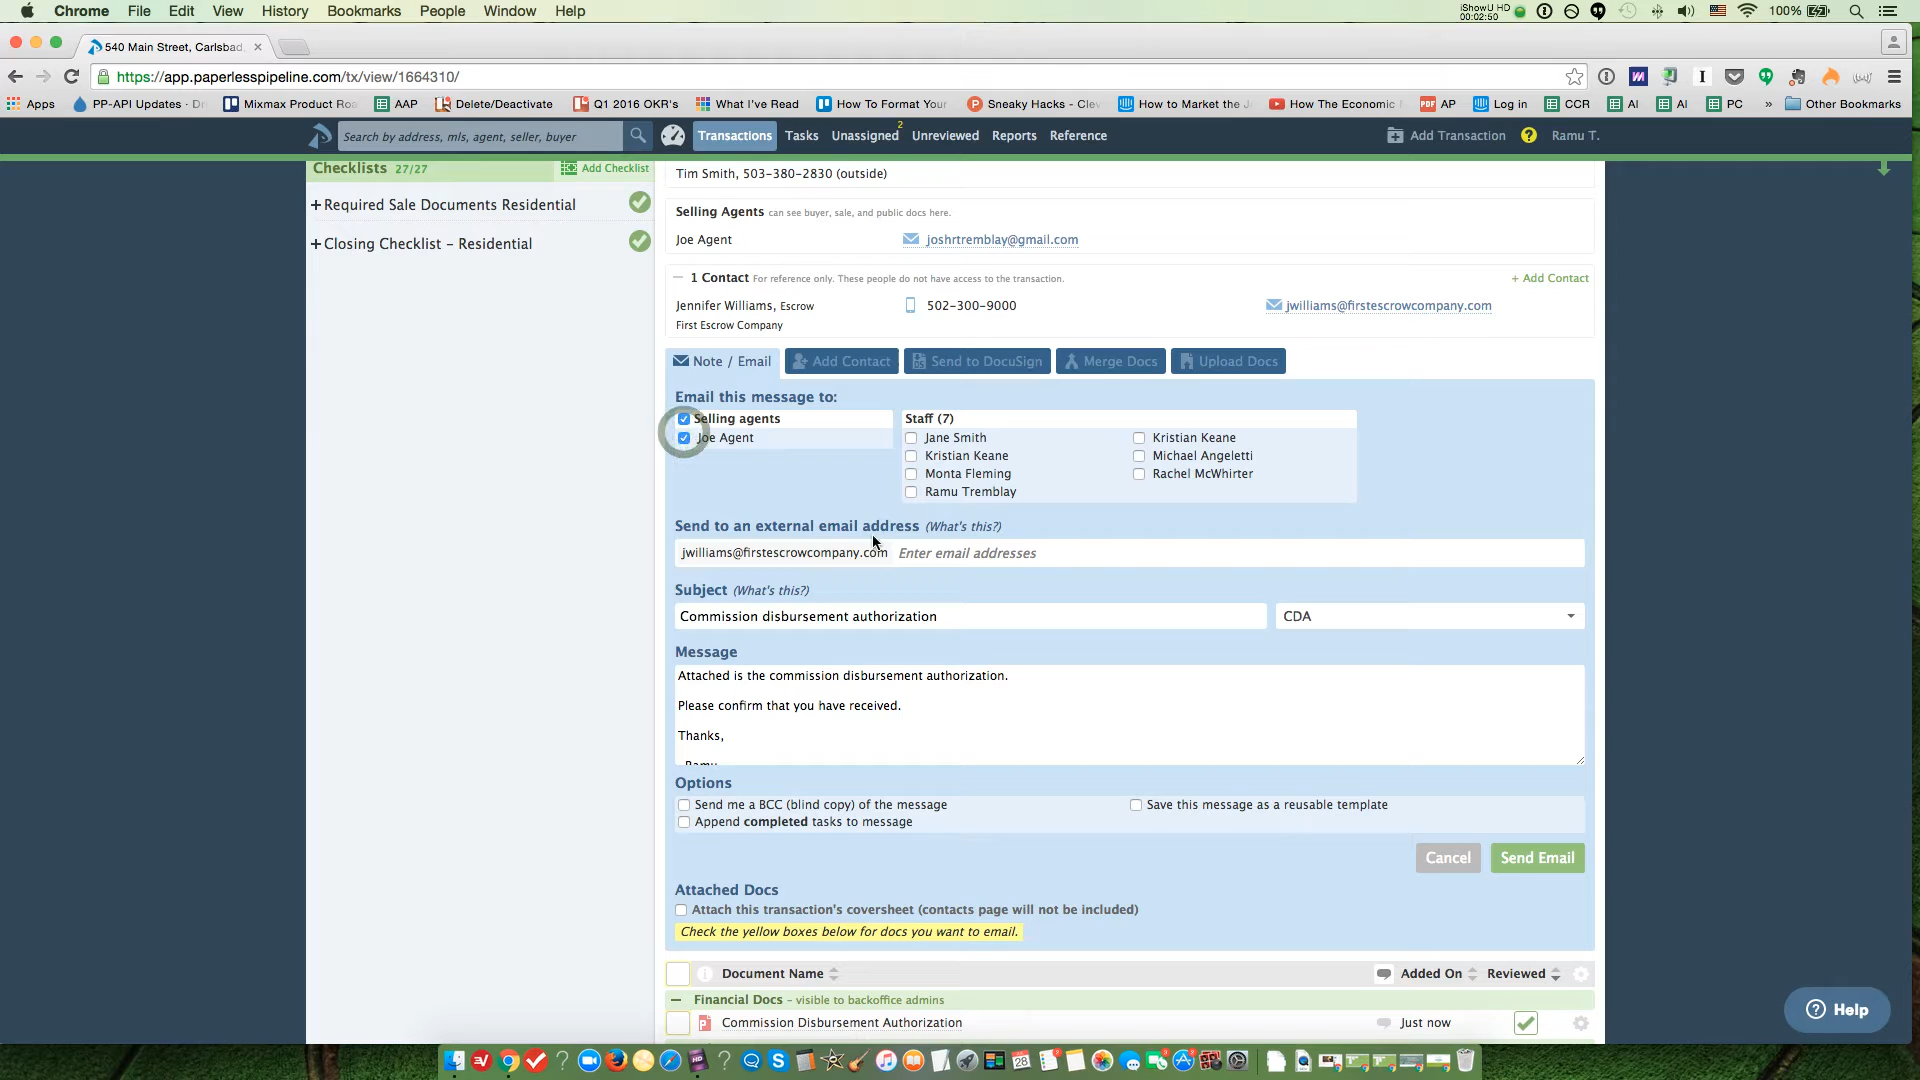 Chrome File Edit View History Bookmarks People Window Help iShowU HD 00:02:50 100%
540 Main Street, Carlsbad,
https://app.paperlesspipeline.com/tx/view/1664310/
Apps PP-API Updates - Dr Mixmax Product Roa AAP Delete/Deactivate Q1 2016 OKR's What I've Read How To Format Your Sneaky Hacks - Clev How to Market the J How The Economic AP Log in CCR AI AI PC » Other Bookmarks
Search by address, mls, agent, seller, buyer Transactions Tasks Unassigned 2 Unreviewed Reports Reference Add Transaction ? Ramu T.
Checklists 27/27 Add Checklist
+ Required Sale Documents Residential
+ Closing Checklist – Residential
Tim Smith, 503-380-2830 (outside)
Selling Agents can see buyer, sale, and public docs here.
Joe Agent joshrtremblay@gmail.com
— 1 Contact For reference only. These people do not have access to the transaction. + Add Contact
Jennifer Williams, Escrow 502-300-9000 jwilliams@firstescrowcompany.com
First Escrow Company
Note / Email Add Contact Send to DocuSign Merge Docs Upload Docs
Email this message to:
Selling agents Staff (7)
Joe Agent Jane Smith Kristian Keane
Kristian Keane Michael Angeletti
Monta Fleming Rachel McWhirter
Ramu Tremblay
Send to an external email address (What's this?)
jwilliams@firstescrowcompany.com Enter email addresses
Subject (What's this?)
Commission disbursement authorization CDA
Message
Attached is the commission disbursement authorization.
Please confirm that you have received.
Thanks,
Ramu
Options
Send me a BCC (blind copy) of the message Save this message as a reusable template
Append completed tasks to message
Cancel Send Email
Attached Docs
Attach this transaction's coversheet (contacts page will not be included)
Check the yellow boxes below for docs you want to email.
Document Name Added On Reviewed
— Financial Docs – visible to backoffice admins
Commission Disbursement Authorization Just now
? Help